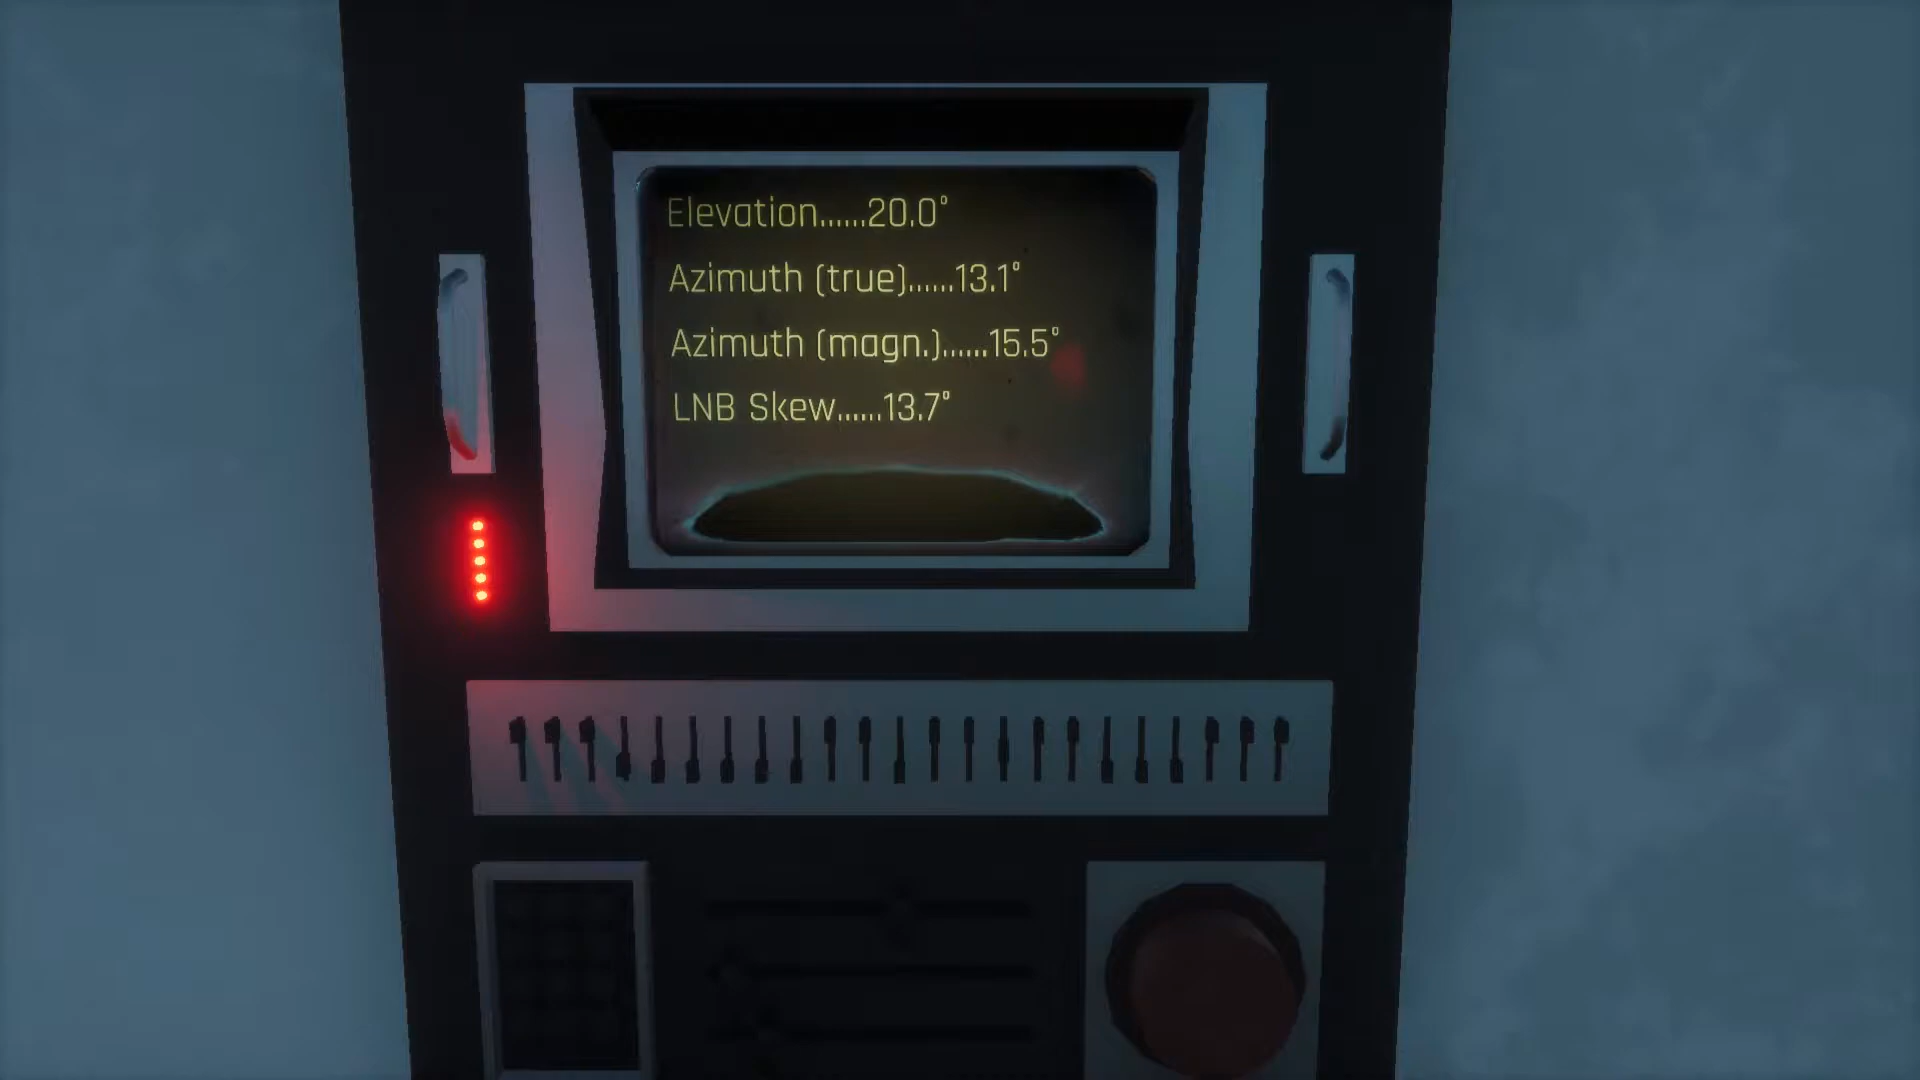 Elevation......20.0°
Azimuth (true)......13.1°
Azimuth (magn.)......15.5°
LNB Skew......13.7°